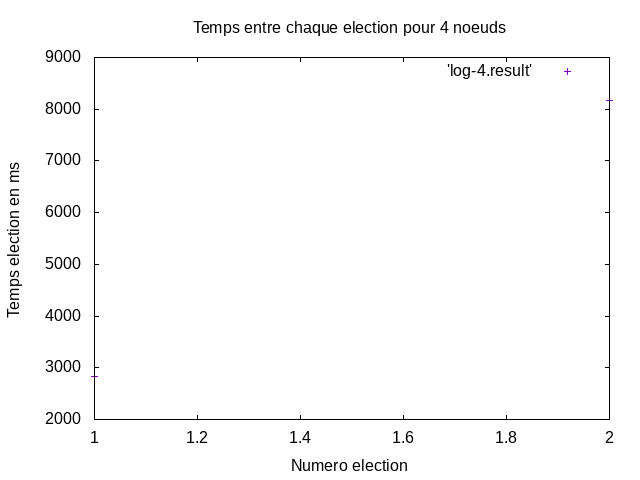 Temps entre chaque election pour 4 noeuds
9000
'log-4.result'
8000
7000
6000
5000
4000
3000
2000
Temps election en ms
1 1.2 1.4 1.6 1.8 2
Numero election